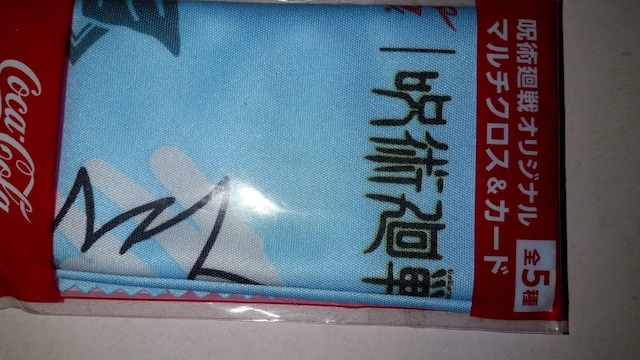 呪術廻戦 オリジナル
マルチクロス&カード
全5種
呪術廻戦
Coca-Cola